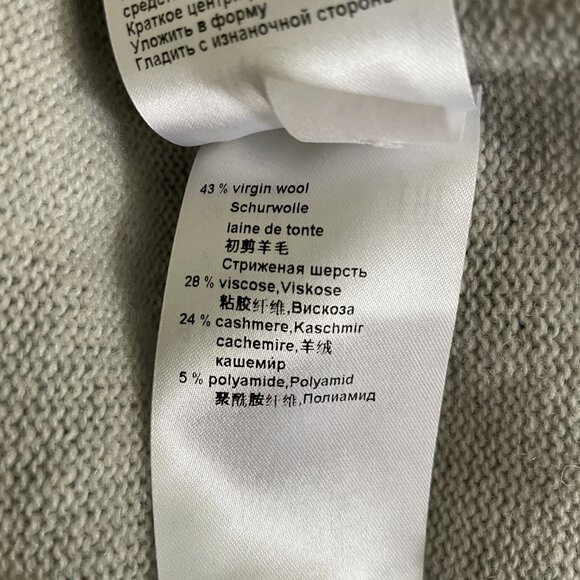 Краткое
Уложить в форму
Гладить с изнаночной стороны
43 % virgin wool
Schurwolle
laine de tonte
初剪羊毛
Стриженая шерсть
28 % viscose,Viskose
粘胶纤维,Вискоза
24 % cashmere,Kaschmir
cachemire,羊绒
кашемир
5 % polyamide,Polyamid
聚酰胺纤维,Полиамид